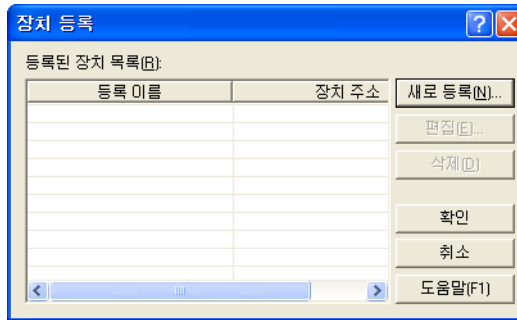 장치 등록
등록된 장치 목록(R):
등록 이름 장치 주소
새로 등록(N)...
편집(E)...
삭제(D)
확인
취소
도움말(F1)